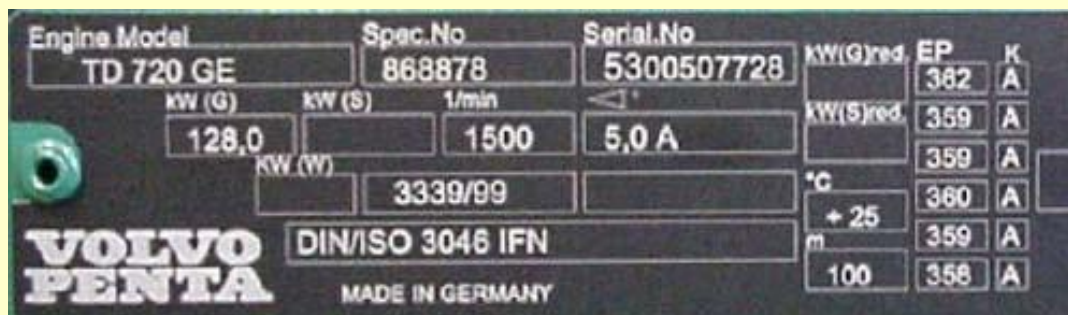 Engine Model Spec.No Serial.No kW(G)red. EP K
TD 720 GE 868878 5300507728 362 A
kW (G) kW (S) 1/min ◁° kW(S)red. 359 A
128,0 1500 5,0 A 359 A
kW (W) °C
3339/99 + 25 360 A
VOLVO DIN/ISO 3046 IFN m 359 A
PENTA MADE IN GERMANY 100 358 A